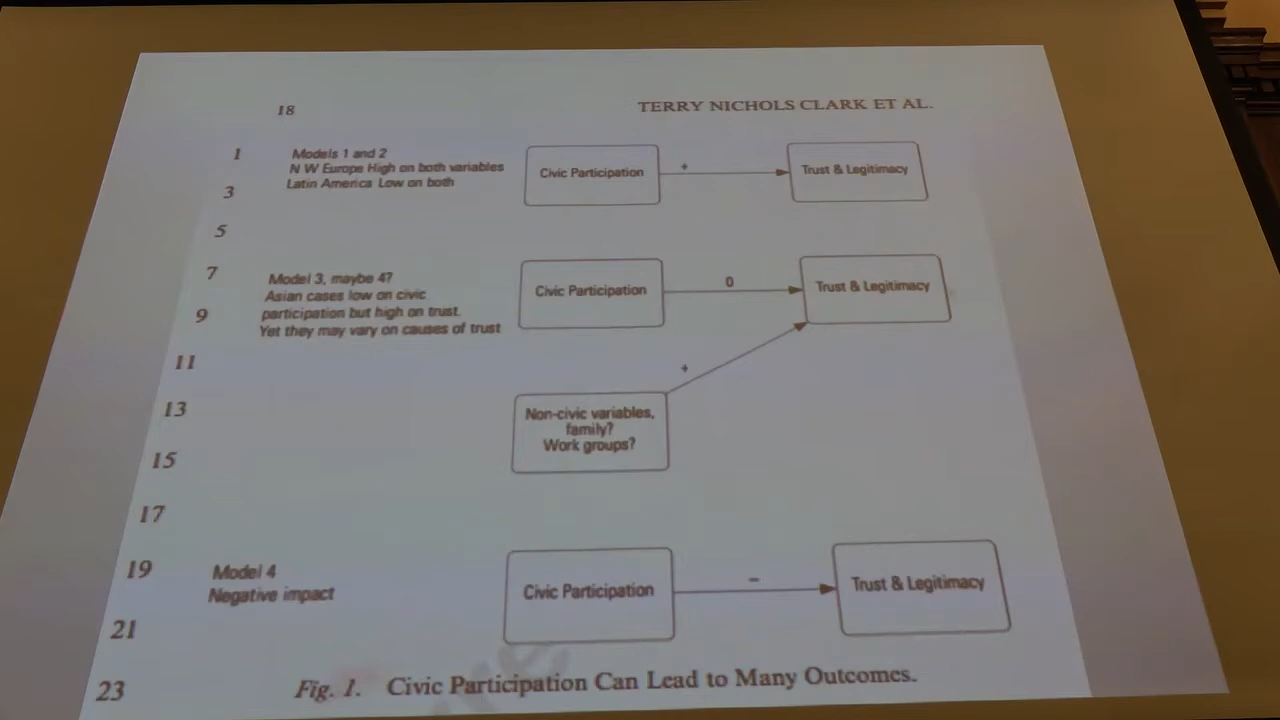 18
TERRY NICHOLS CLARK ET AL.
1
Models 1 and 2
N W Europe High on both variables
Latin America Low on both
3
Civic Participation
+
Trust & Legitimacy
5
7
Model 3, maybe 4?
Asian cases low on civic
participation but high on trust.
Yet they may vary on causes of trust
9
Civic Participation
0
Trust & Legitimacy
11
+
13
Non-civic variables,
family?
Work groups?
15
17
19
Model 4
Negative impact
Civic Participation
–
Trust & Legitimacy
21
23
Fig. 1. Civic Participation Can Lead to Many Outcomes.